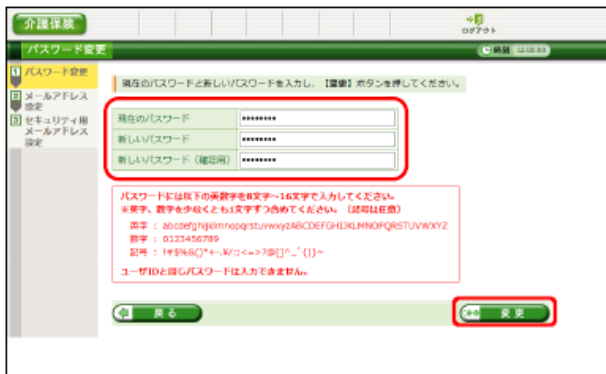 介護保険
ログアウト
パスワード変更
時刻 12:00:00
1 パスワード変更
2 メールアドレス
設定
3 セキュリティ用
メールアドレス
設定
現在のパスワードと新しいパスワードを入力し、【変更】ボタンを押してください。
現在のパスワード ••••••••
新しいパスワード ••••••••
新しいパスワード（確認用） ••••••••
パスワードには以下の英数字を8文字～16文字で入力してください。
※英字、数字を少なくとも1文字ずつ含めてください。（記号は任意）
英字 : abcdefghijklmnopqrstuvwxyzABCDEFGHIJKLMNOPQRSTUVWXYZ
数字 : 0123456789
ユーザIDと同じパスワードは入力できません。
戻る
変更